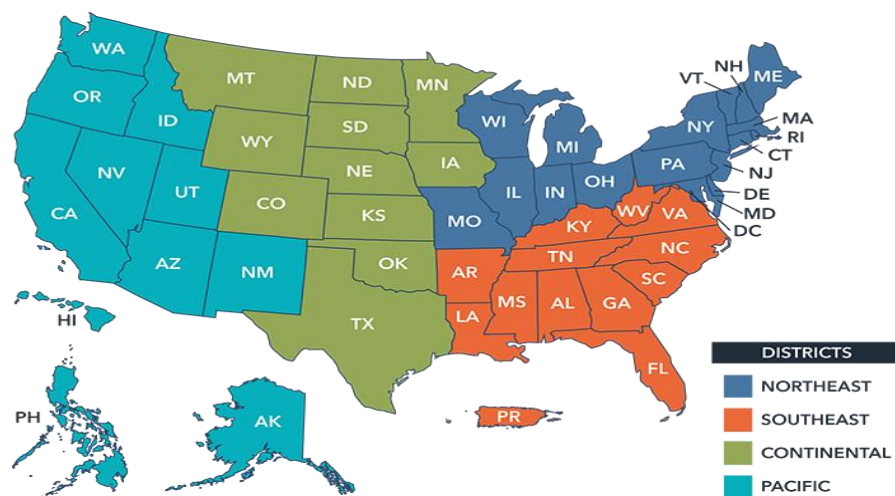 WA
MT
ND
MN
OR
ID
WY
SD
WI
MI
NY
VT
NH
ME
MA
RI
CT
NJ
DE
MD
DC
PA
NV
UT
CA
CO
NE
IA
KS
MO
IL
IN
OH
KY
WV
VA
AZ
NM
OK
AR
TN
NC
SC
TX
LA
MS
AL
GA
FL
HI
PH
AK
PR
DISTRICTS
NORTHEAST
SOUTHEAST
CONTINENTAL
PACIFIC